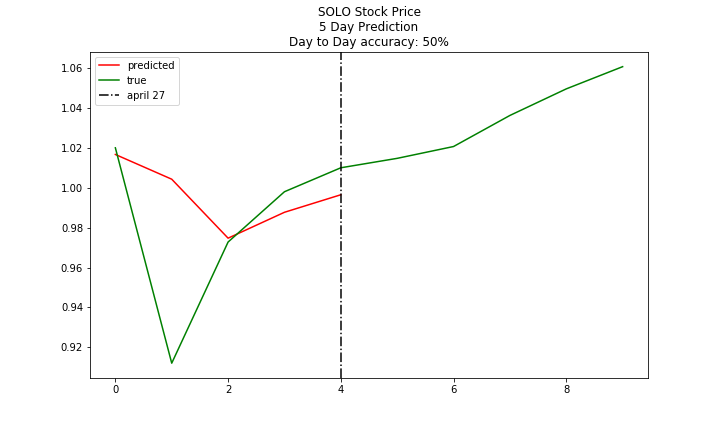 SOLO Stock Price
5 Day Prediction
Day to Day accuracy: 50%
predicted
true
april 27
1.06
1.04
1.02
1.00
0.98
0.96
0.94
0.92
0 2 4 6 8